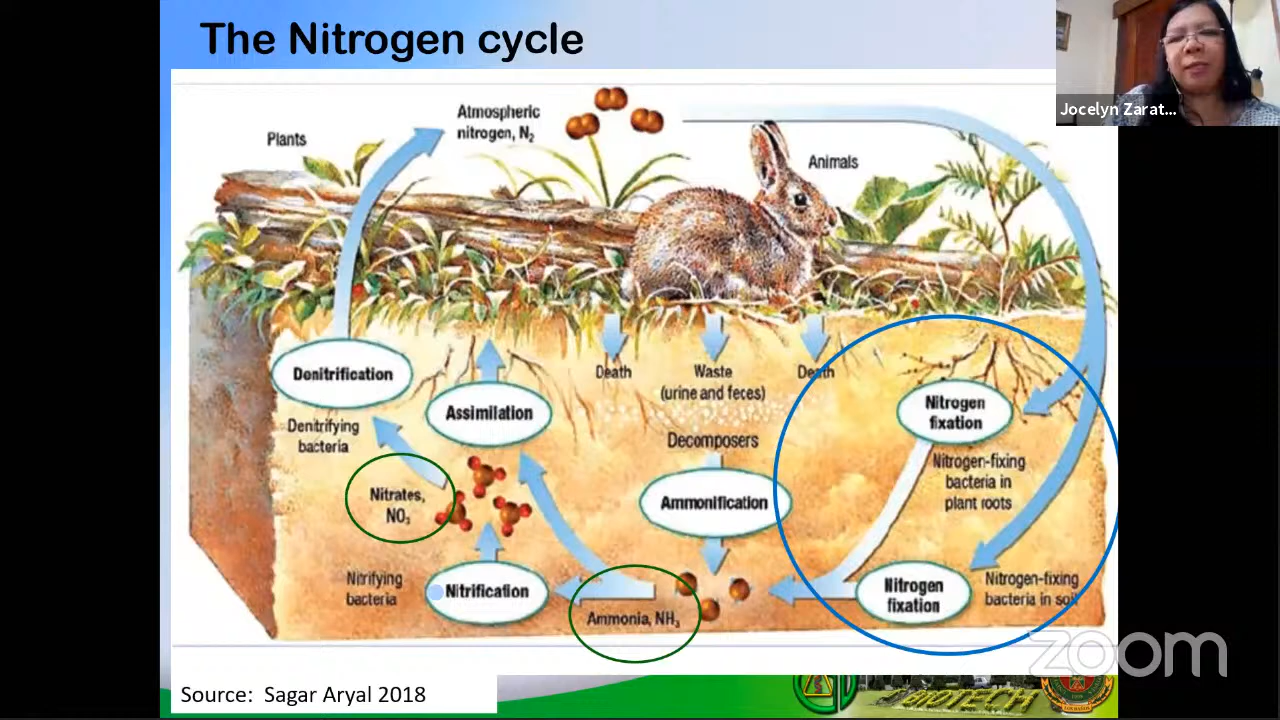 The Nitrogen cycle
Jocelyn Zarat...
Atmospheric
nitrogen, N₂
Plants
Animals
Death
Waste
(urine and feces)
Death
Denitrification
Assimilation
Nitrogen
fixation
Denitrifying
bacteria
Decomposers
Nitrogen-fixing
bacteria in
plant roots
Nitrates,
NO₃
Ammonification
Nitrifying
bacteria
Nitrification
Ammonia, NH₃
Nitrogen
fixation
Nitrogen-fixing
bacteria in soil
zoom
Source: Sagar Aryal 2018
BIOTECH